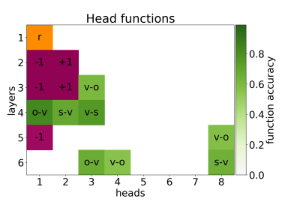 Head functions
layers
1
2
3
4
5
6
r
-1 +1
-1 +1 v-o
o-v s-v v-s
-1 v-o
o-v v-o s-v
1 2 3 4 5 6 7 8
heads
0.8
0.6
0.4
0.2
0.0
function accuracy